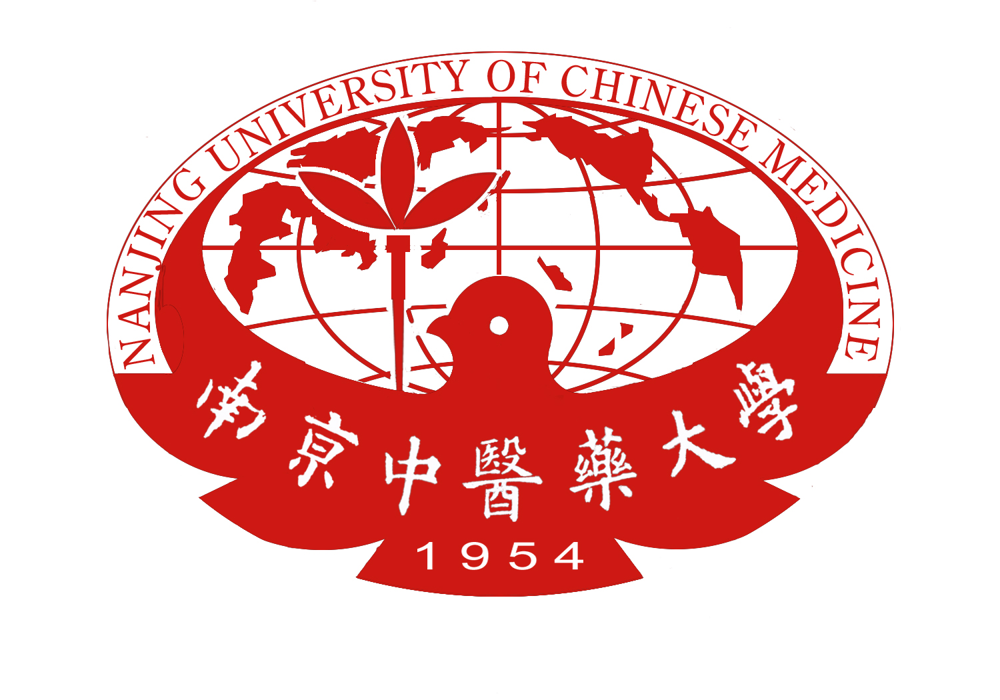 NANJING UNIVERSITY OF CHINESE MEDICINE
南京中醫藥大學
1954